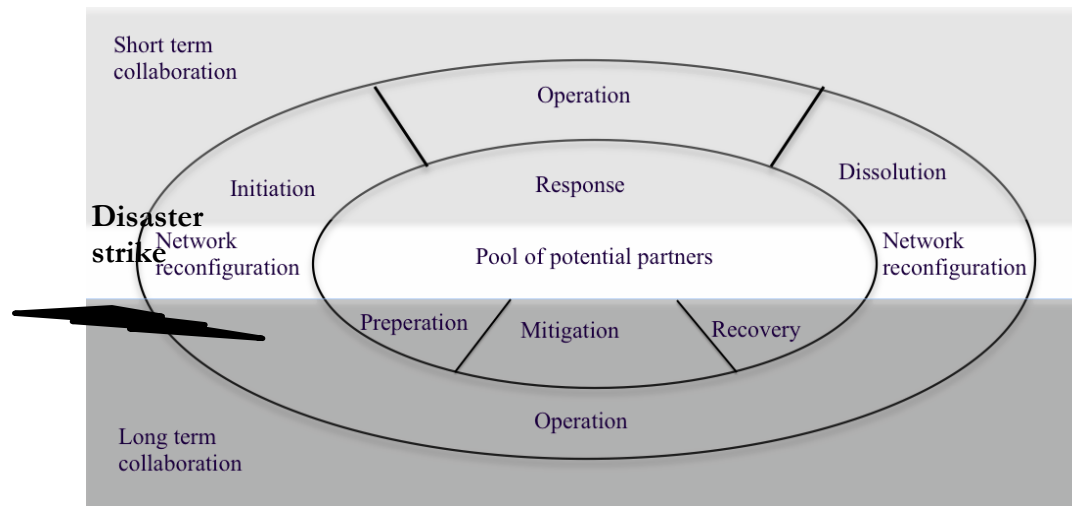 Short term
collaboration
Operation
Initiation
Response
Dissolution
Disaster
strike
Network
reconfiguration
Pool of potential partners
Network
reconfiguration
Preperation
Mitigation
Recovery
Operation
Long term
collaboration